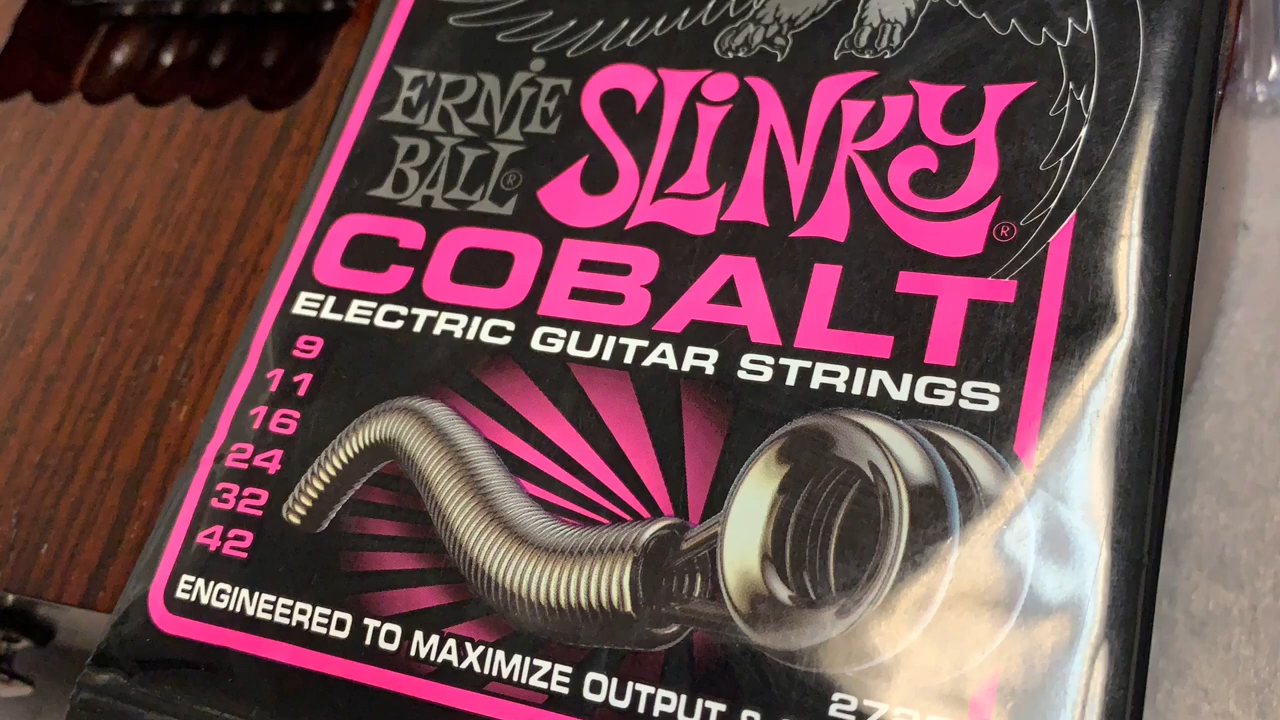 ERNiE
BALL®
SLiNKY®
COBALT
ELECTRIC GUITAR STRINGS
9
11
16
24
32
42
ENGINEERED TO MAXIMIZE OUTPUT &